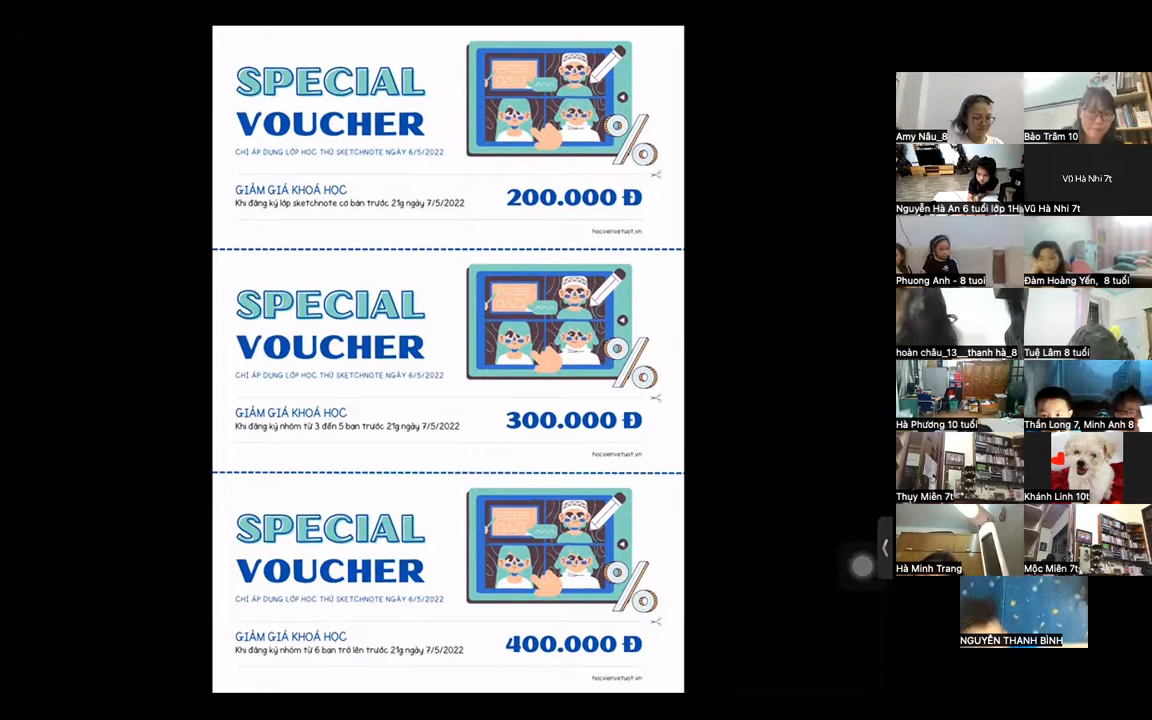 SPECIAL
VOUCHER
CHỈ ÁP DỤNG LỚP HỌC THỬ SKETCHNOTE NGÀY 6/5/2022
GIẢM GIÁ KHOÁ HỌC
Khi đăng ký lớp sketchnote cơ bản trước 21g ngày 7/5/2022
200.000 Đ
hocvienvetuot.vn
SPECIAL
VOUCHER
CHỈ ÁP DỤNG LỚP HỌC THỬ SKETCHNOTE NGÀY 6/5/2022
GIẢM GIÁ KHOÁ HỌC
Khi đăng ký nhóm từ 3 đến 5 bạn trước 21g ngày 7/5/2022
300.000 Đ
hocvienvetuot.vn
SPECIAL
VOUCHER
CHỈ ÁP DỤNG LỚP HỌC THỬ SKETCHNOTE NGÀY 6/5/2022
GIẢM GIÁ KHOÁ HỌC
Khi đăng ký nhóm từ 6 bạn trở lên trước 21g ngày 7/5/2022
400.000 Đ
hocvienvetuot.vn
Amy Nâu_8
Bảo Trâm 10
Nguyễn Hà An 6 tuổi lớp 1H
Vũ Hà Nhi 7t
Vũ Hà Nhi 7t
Phuong Anh - 8 tuoi
Đàm Hoàng Yến, 8 tuổi
hoàn châu_13__thanh hà_8
Tuệ Lâm 8 tuổi
Hà Phương 10 tuổi
Thần Long 7, Minh Anh 8
Thụy Miên 7t
Khánh Linh 10t
Hà Minh Trang
Mộc Miên 7t
NGUYỄN THANH BÌNH